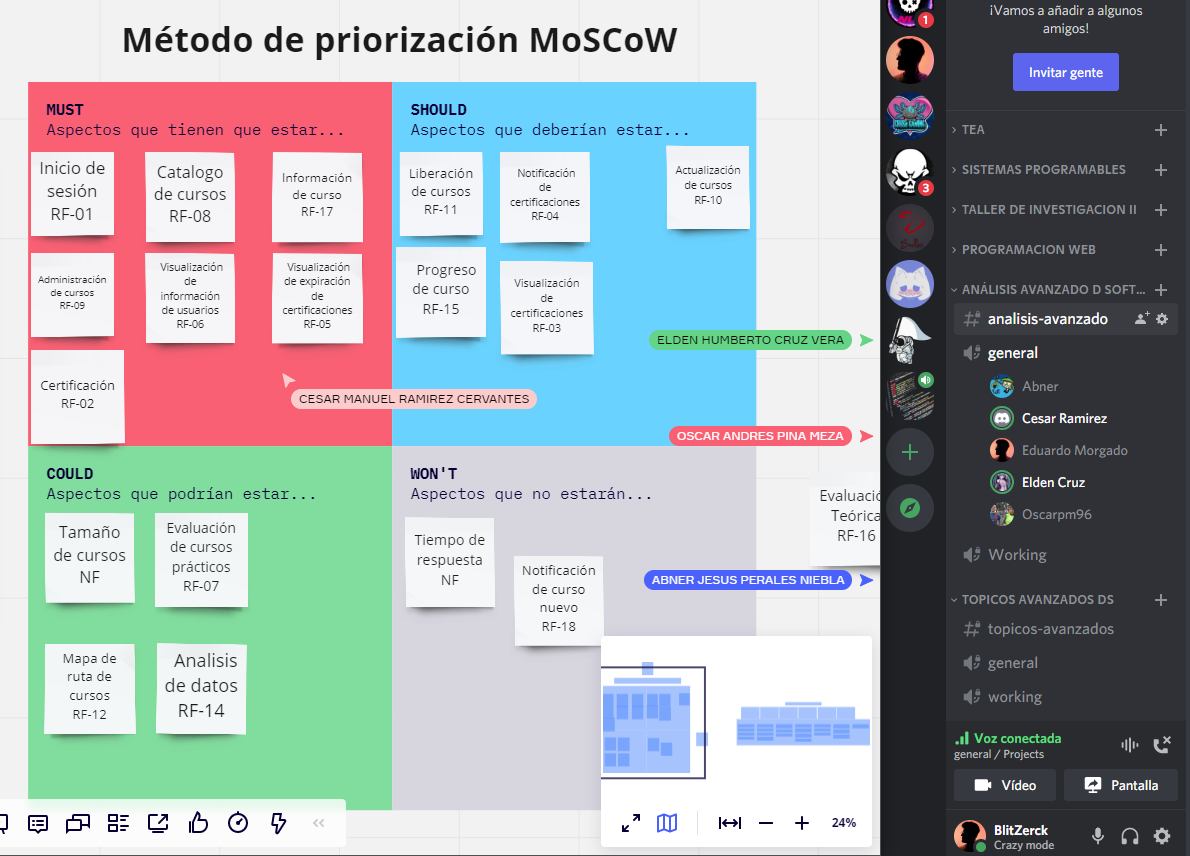 Método de priorización MoSCoW
MUST
Aspectos que tienen que estar...
Inicio de
sesión
RF-01
Catalogo
de cursos
RF-08
Información
de curso
RF-17
Administración
de cursos
RF-09
Visualización
de
información
de usuarios
RF-06
Visualización
de expiración
de
certificaciones
RF-05
Certificación
RF-02
CESAR MANUEL RAMIREZ CERVANTES
SHOULD
Aspectos que deberían estar...
Liberación
de cursos
RF-11
Notificación
de
certificaciones
RF-04
Actualización
de cursos
RF-10
Progreso
de curso
RF-15
Visualización
de
certificaciones
RF-03
ELDEN HUMBERTO CRUZ VERA
OSCAR ANDRES PINA MEZA
COULD
Aspectos que podrían estar...
Tamaño
de cursos
NF
Evaluación
de cursos
prácticos
RF-07
Mapa de
ruta de
cursos
RF-12
Analisis
de datos
RF-14
WON'T
Aspectos que no estarán...
Tiempo de
respuesta
NF
Notificación
de curso
nuevo
RF-18
Evaluació
Teórica
RF-16
ABNER JESUS PERALES NIEBLA
24%
1
3
¡Vamos a añadir a algunos
amigos!
Invitar gente
TEA
SISTEMAS PROGRAMABLES
TALLER DE INVESTIGACION II
PROGRAMACION WEB
ANÁLISIS AVANZADO D SOFT...
analisis-avanzado
general
Abner
Cesar Ramirez
Eduardo Morgado
Elden Cruz
Oscarpm96
Working
TOPICOS AVANZADOS DS
topicos-avanzados
general
working
Voz conectada
general / Projects
Vídeo
Pantalla
BlitZerck
Crazy mode